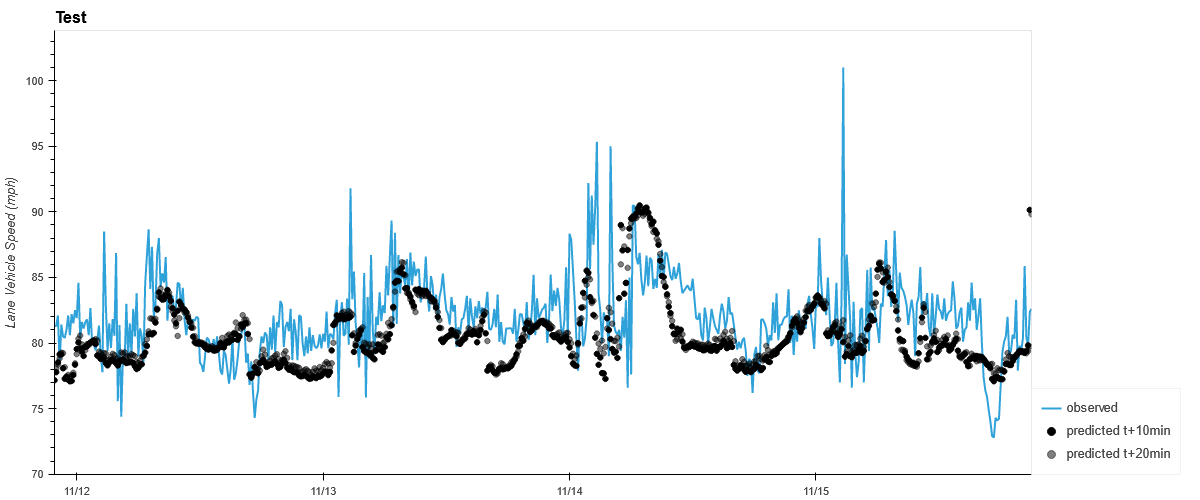 Test
Lane Vehicle Speed (mph)
100
95
90
85
80
75
70
11/12
11/13
11/14
11/15
observed
predicted t+10min
predicted t+20min